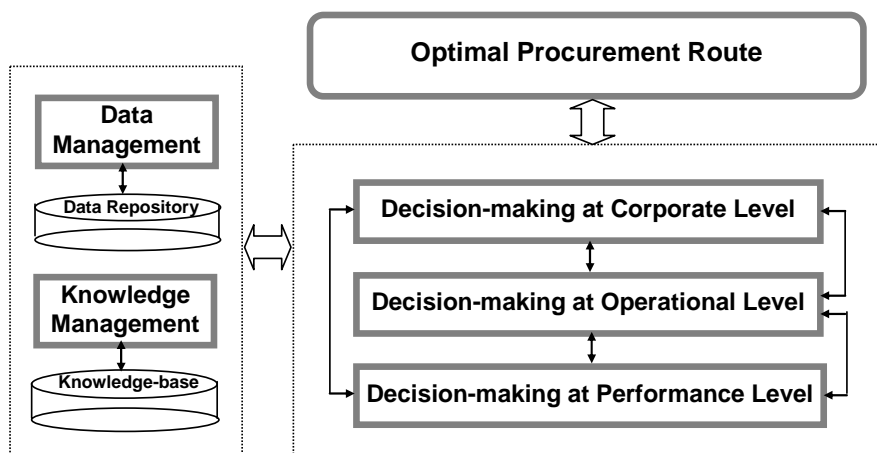 Optimal Procurement Route
Data
Management
Data Repository
Knowledge
Management
Knowledge-base
Decision-making at Corporate Level
Decision-making at Operational Level
Decision-making at Performance Level